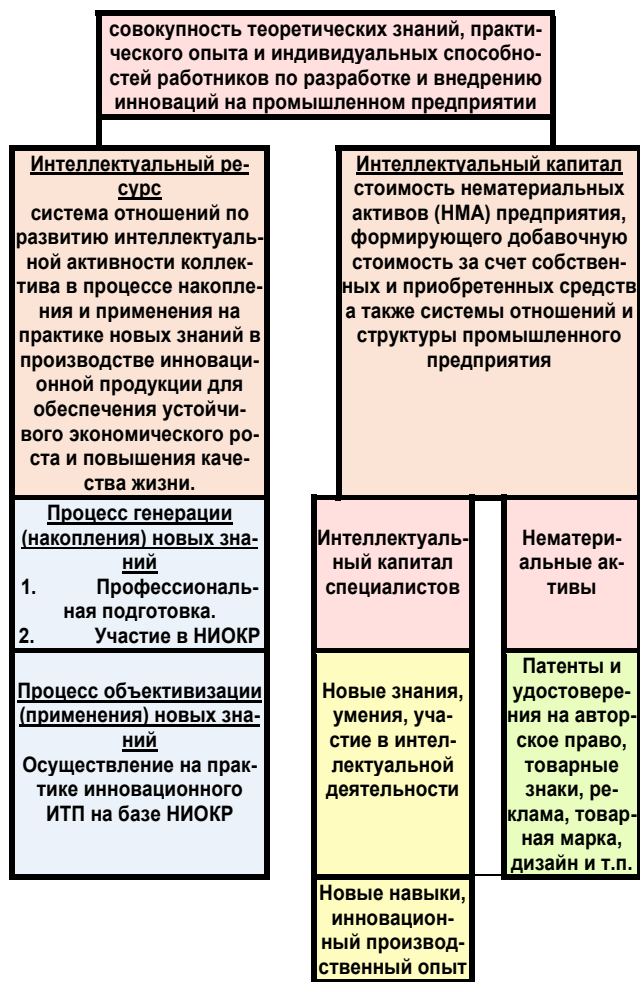 совокупность теоретических знаний, практи-
ческого опыта и индивидуальных способно-
стей работников по разработке и внедрению
инноваций на промышленном предприятии
Интеллектуальный ре-
сурс
система отношений по
развитию интеллектуаль-
ной активности коллек-
тива в процессе накопле-
ния и применения на
практике новых знаний в
производстве инноваци-
онной продукции для
обеспечения устойчи-
вого экономического ро-
ста и повышения каче-
ства жизни.
Процесс генерации
(накопления) новых зна-
ний
1. Профессиональ-
ная подготовка.
2. Участие в НИОКР
Процесс объективизации
(применения) новых зна-
ний
Осуществление на прак-
тике инновационного
ИТП на базе НИОКР
Интеллектуальный капитал
стоимость нематериальных
активов (НМА) предприятия,
формирующего добавочную
стоимость за счет собствен-
ных и приобретенных средств
а также системы отношений и
структуры промышленного
предприятия
Интеллектуаль-
ный капитал
специалистов
Новые знания,
умения, уча-
стие в интел-
лектуальной
деятельности
Новые навыки,
инновацион-
ный производ-
ственный опыт
Нематери-
альные ак-
тивы
Патенты и
удостовере-
ния на автор-
ское право,
товарные
знаки, ре-
клама, товар-
ная марка,
дизайн и т.п.